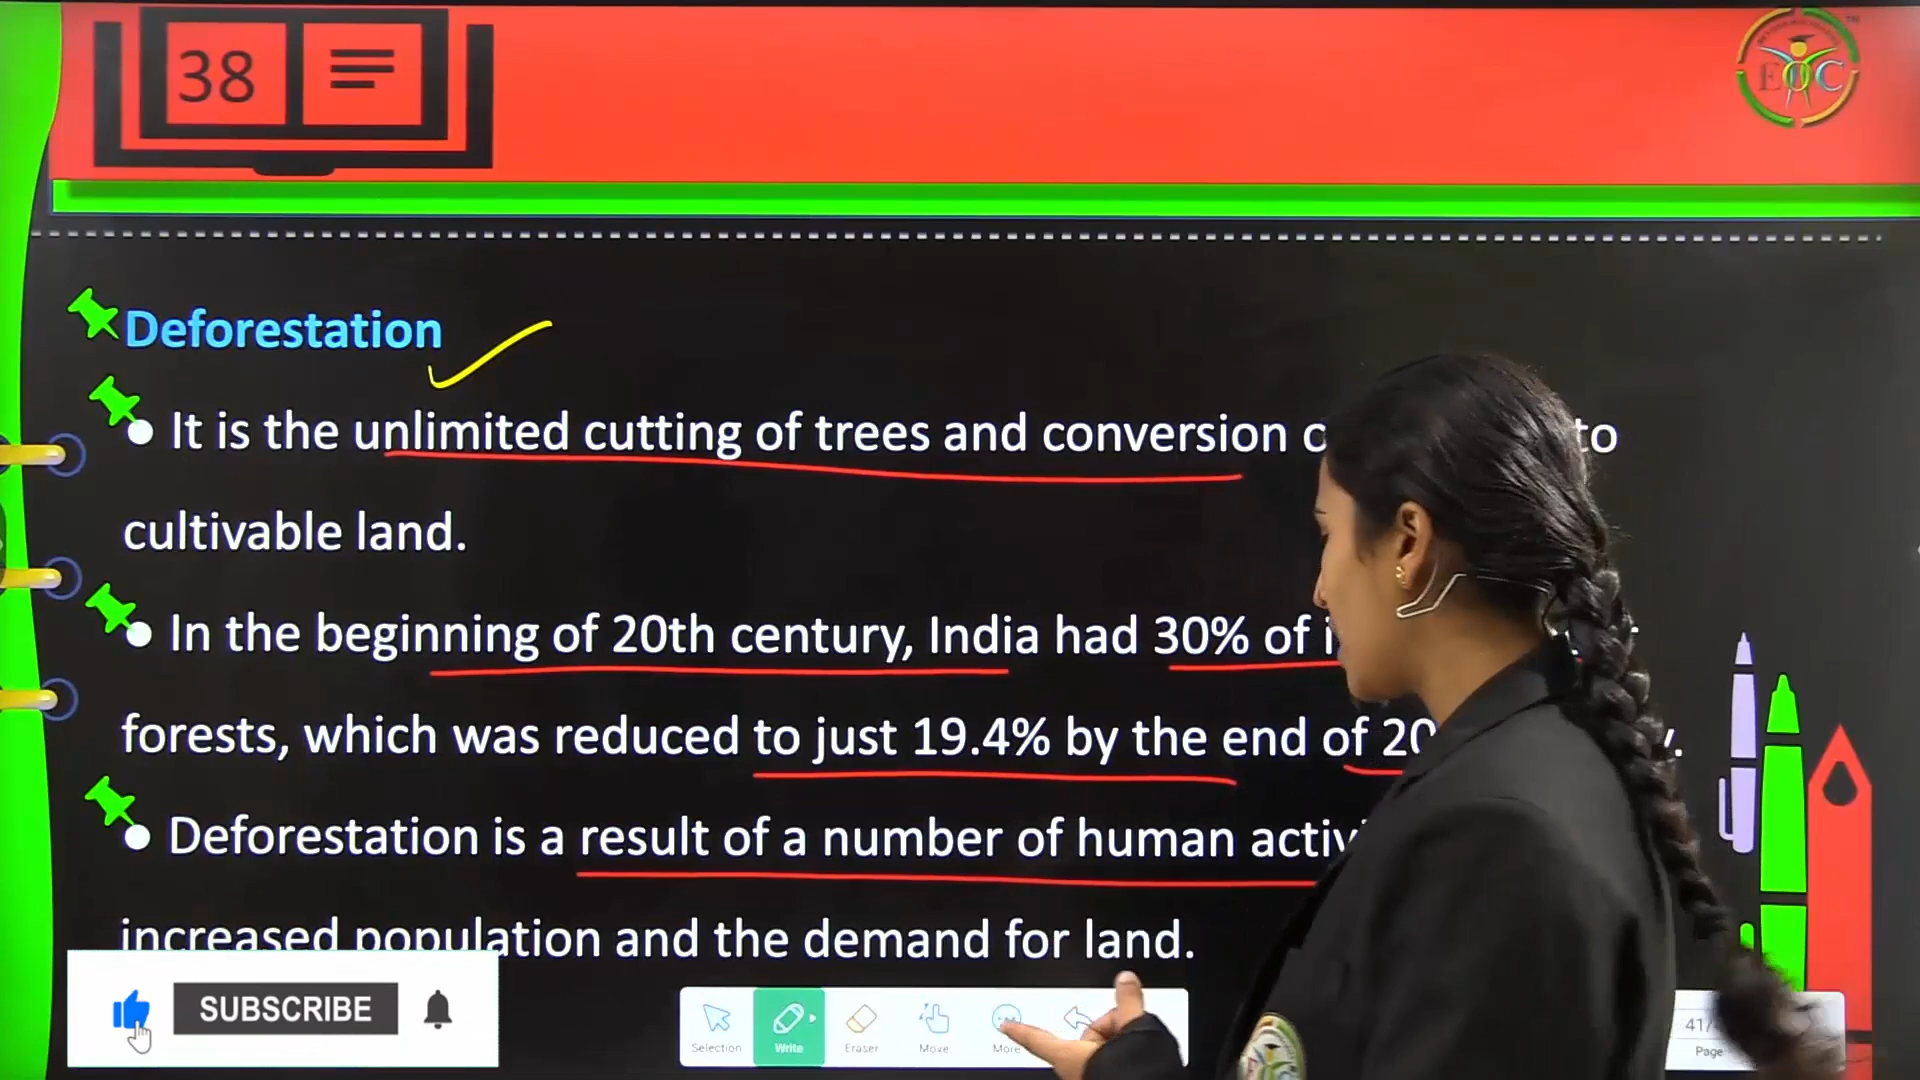 38
EOC
TM
Deforestation
• It is the unlimited cutting of trees and conversion to
cultivable land.
• In the beginning of 20th century, India had 30% of
forests, which was reduced to just 19.4% by the end of
• Deforestation is a result of a number of human
increased population and the demand for land.
SUBSCRIBE
Selection
Write
Eraser
Move
More
41/
Page